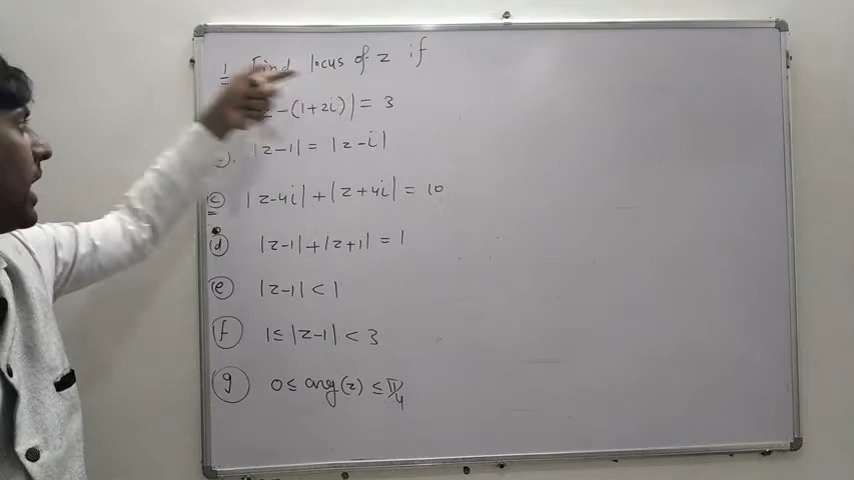 1 Find locus of z if
z-(1+2i)| = 3
|z-1| = |z-i|
(c) |z-4i|+|z+4i| = 10
(d) |z-1|+|z+1| = 1
(e) |z-1| < 1
(f) 1≤ |z-1| < 3
(g) 0 ≤ arg(z) ≤ π/4